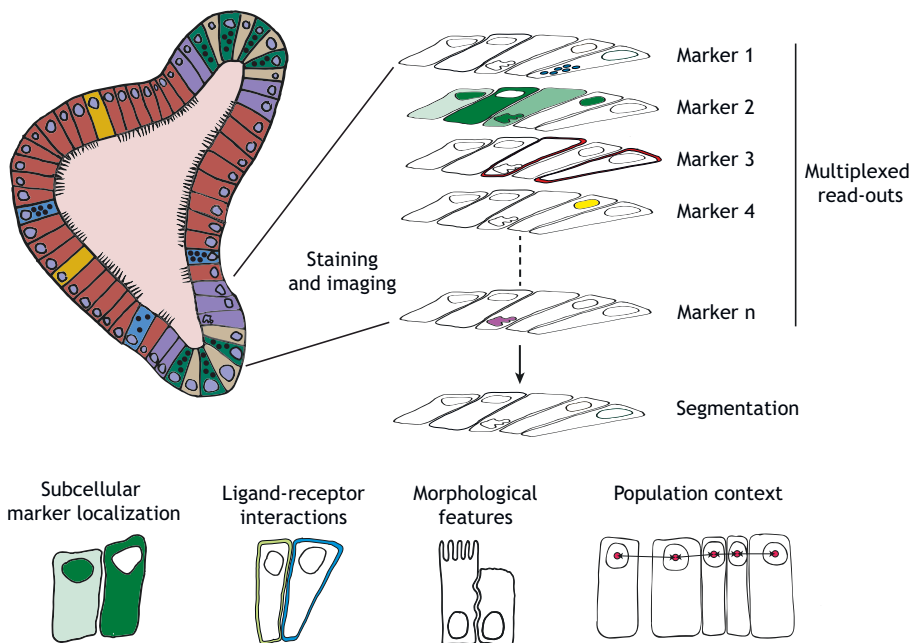 Marker 1
Marker 2
Marker 3
Marker 4
Multiplexed
read-outs
Staining
and imaging
Marker n
Segmentation
Subcellular
marker localization
Ligand-receptor
interactions
Morphological
features
Population context